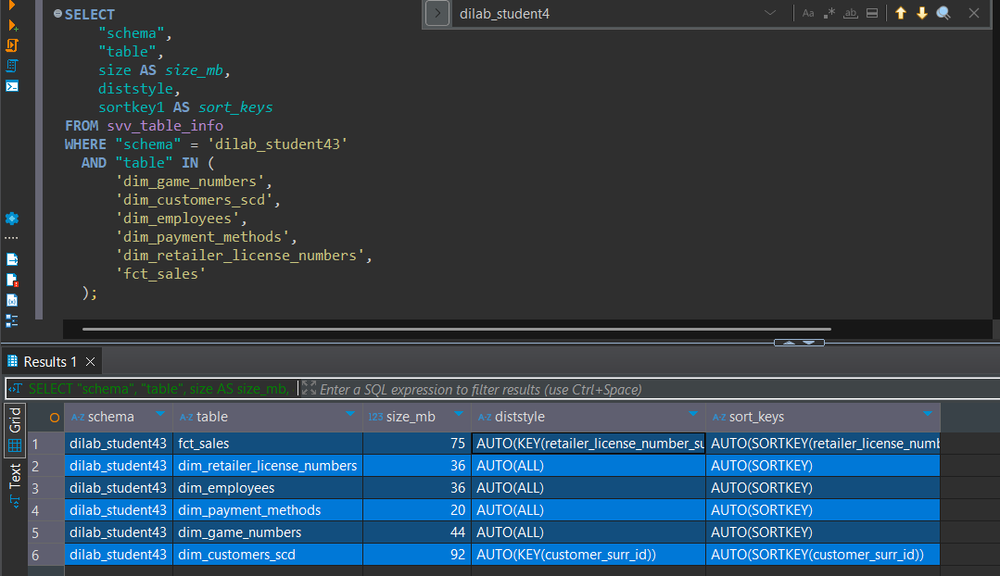 SELECT
"schema",
"table",
size AS size_mb,
diststyle,
sortkey1 AS sort_keys
FROM svv_table_info
WHERE "schema" = 'dilab_student43'
AND "table" IN (
'dim_game_numbers',
'dim_customers_scd',
'dim_employees',
'dim_payment_methods',
'dim_retailer_license_numbers',
'fct_sales'
);
dilab_student4 Aa .* ab
Results 1
SELECT "schema", "table", size AS size_mb, Enter a SQL expression to filter results (use Ctrl+Space)
Grid
Text
A-Z schema A-Z table 123 size_mb A-Z diststyle A-Z sort_keys
1 dilab_student43 fct_sales 75 AUTO(KEY(retailer_license_number_su AUTO(SORTKEY(retailer_license_numb
2 dilab_student43 dim_retailer_license_numbers 36 AUTO(ALL) AUTO(SORTKEY)
3 dilab_student43 dim_employees 36 AUTO(ALL) AUTO(SORTKEY)
4 dilab_student43 dim_payment_methods 20 AUTO(ALL) AUTO(SORTKEY)
5 dilab_student43 dim_game_numbers 44 AUTO(ALL) AUTO(SORTKEY)
6 dilab_student43 dim_customers_scd 92 AUTO(KEY(customer_surr_id)) AUTO(SORTKEY(customer_surr_id))